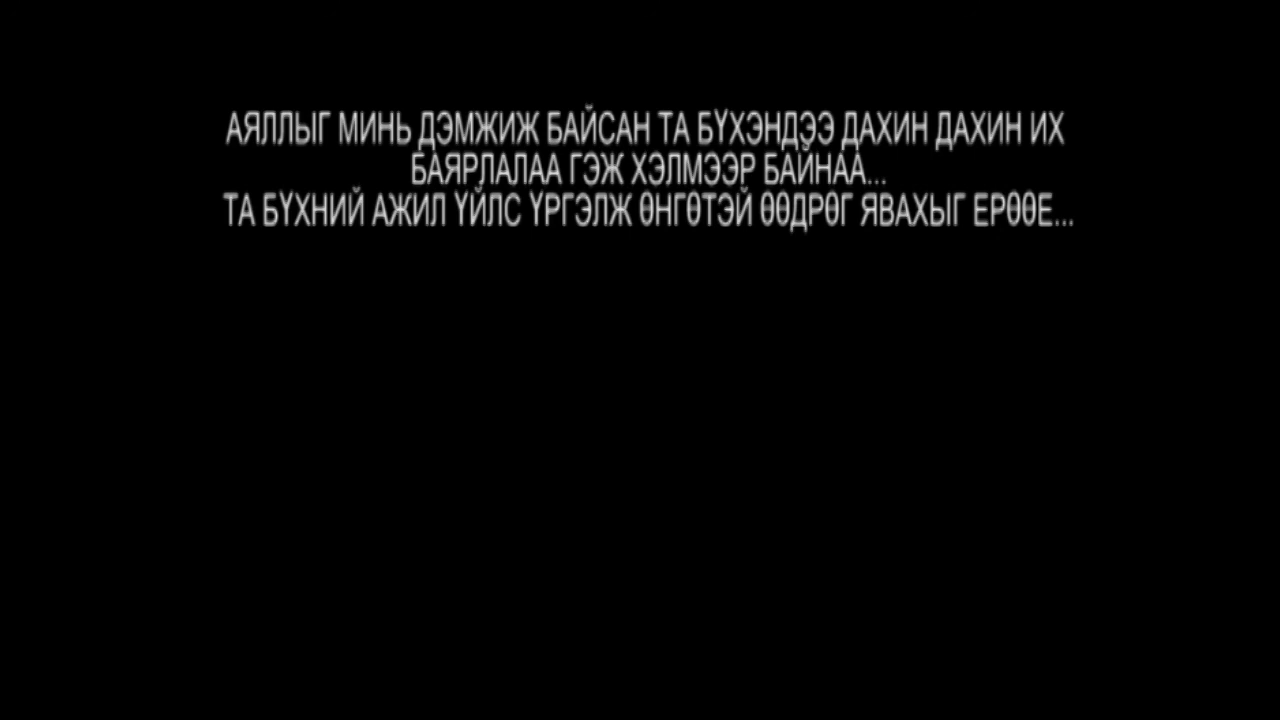 АЯЛЛЫГ МИНЬ ДЭМЖИЖ БАЙСАН ТА БҮХЭНДЭЭ ДАХИН ДАХИН ИХ
БАЯРЛАЛАА ГЭЖ ХЭЛМЭЭР БАЙНАА...
ТА БҮХНИЙ АЖИЛ ҮЙЛС ҮРГЭЛЖ ӨНГӨТЭЙ ӨӨДРӨГ ЯВАХЫГ ЕРӨӨЕ...